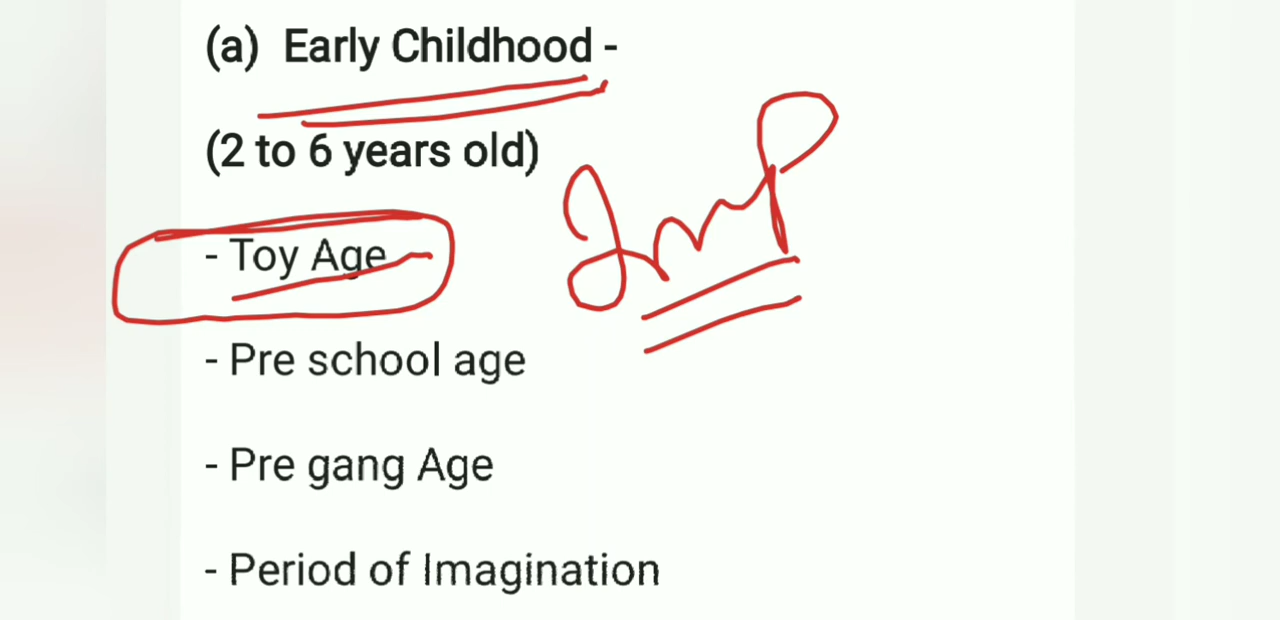 (a) Early Childhood -
(2 to 6 years old)
- Toy Age
Imp
- Pre school age
- Pre gang Age
- Period of Imagination